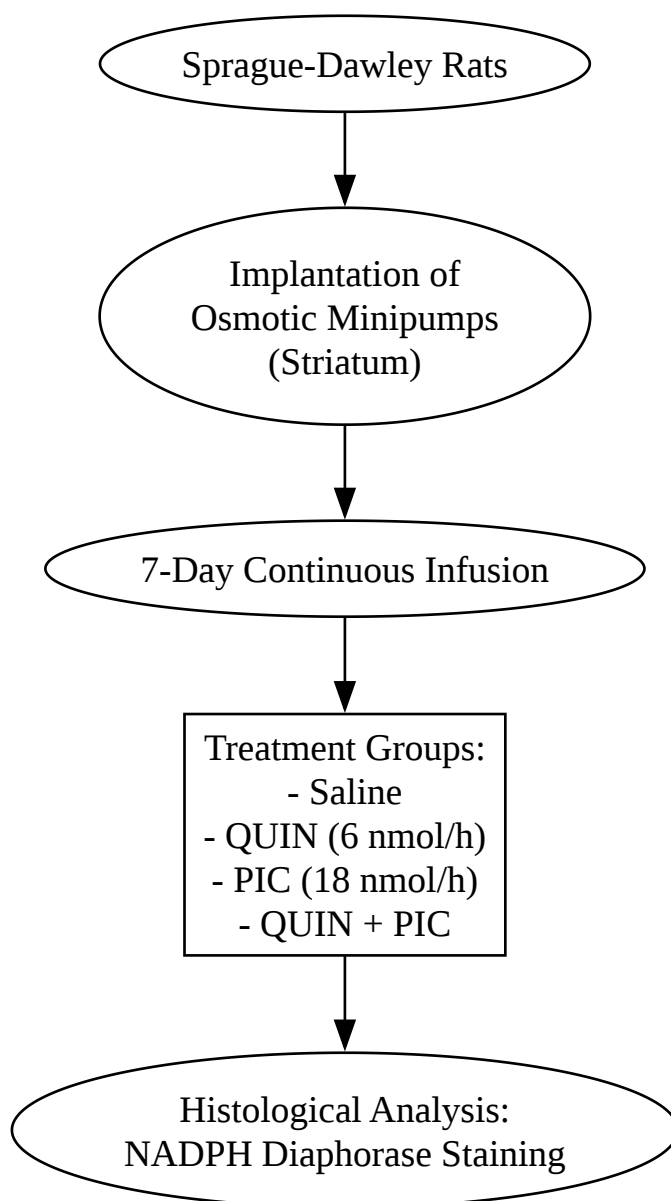 Sprague-Dawley Rats
Implantation of
Osmotic Minipumps
(Striatum)
7-Day Continuous Infusion
Treatment Groups:
- Saline
- QUIN (6 nmol/h)
- PIC (18 nmol/h)
- QUIN + PIC
Histological Analysis:
NADPH Diaphorase Staining